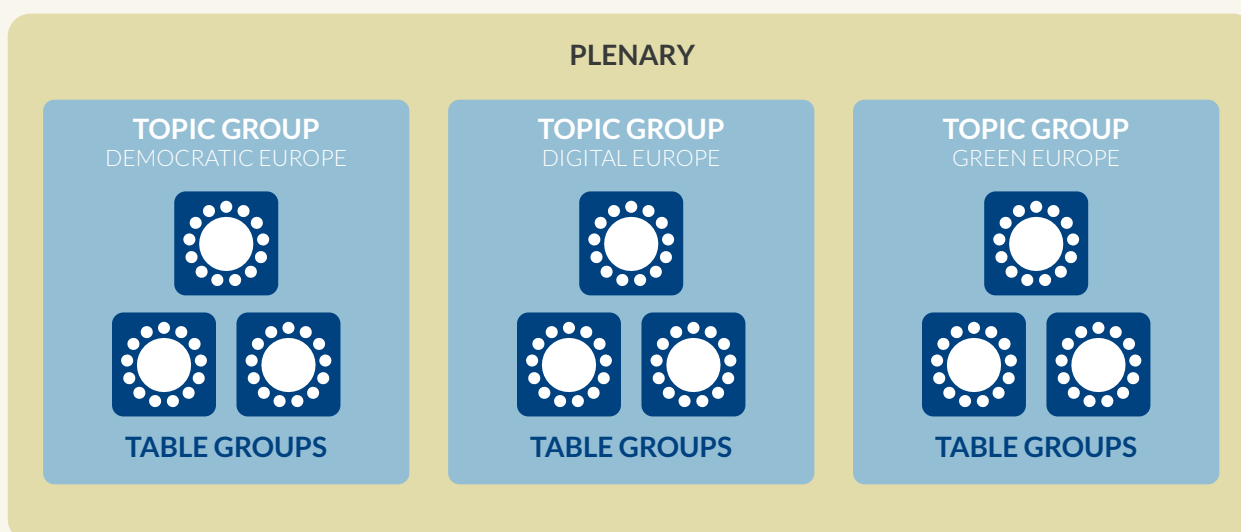 PLENARY
TOPIC GROUP
DEMOCRATIC EUROPE
TABLE GROUPS
TOPIC GROUP
DIGITAL EUROPE
TABLE GROUPS
TOPIC GROUP
GREEN EUROPE
TABLE GROUPS